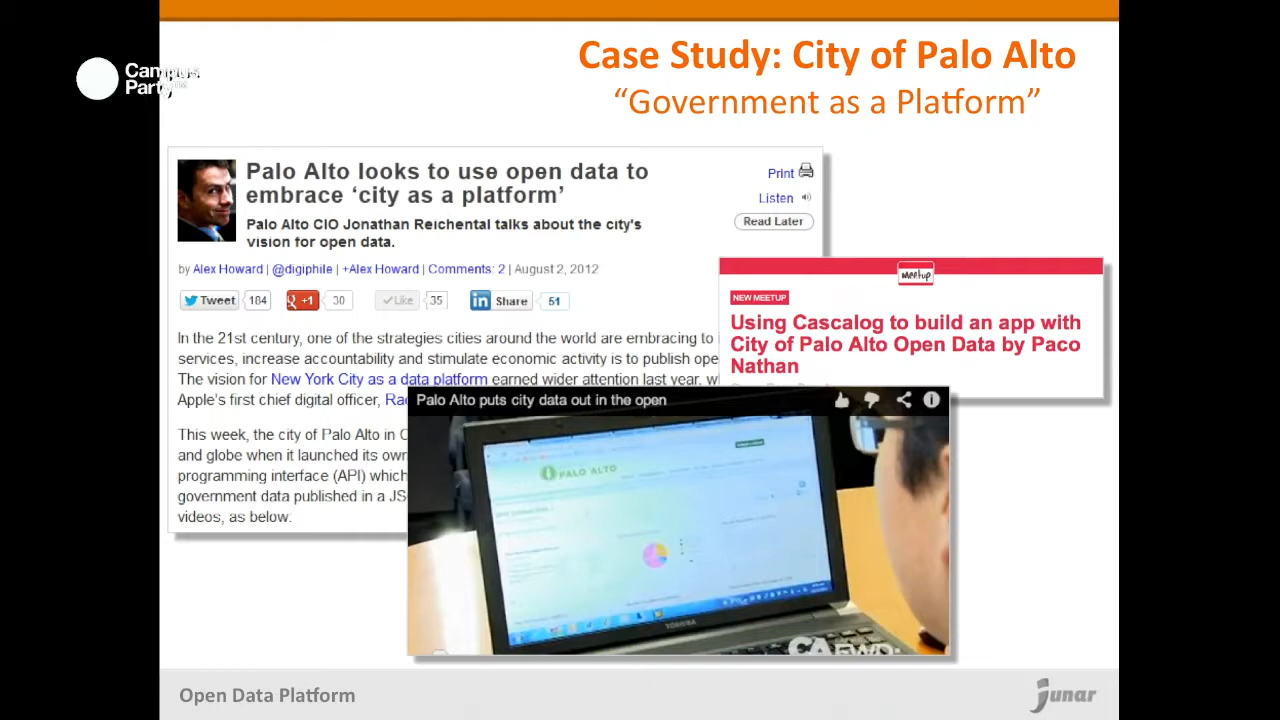 Case Study: City of Palo Alto
“Government as a Platform”
Campus
Party
Palo Alto looks to use open data to
embrace ‘city as a platform’
Palo Alto CIO Jonathan Reichental talks about the city's
vision for open data.
Print
Listen
Read Later
by Alex Howard | @digiphile | +Alex Howard | Comments: 2 | August 2, 2012
Tweet 184 +1 30 Like 35 in Share 51
In the 21st century, one of the strategies cities around the world are embracing to i
services, increase accountability and stimulate economic activity is to publish ope
The vision for New York City as a data platform earned wider attention last year, w
Apple’s first chief digital officer, Ra
This week, the city of Palo Alto in C
and globe when it launched its own
programming interface (API) which
government data published in a JS
videos, as below:
Meetup
NEW MEETUP
Using Cascalog to build an app with
City of Palo Alto Open Data by Paco
Nathan
Palo Alto puts city data out in the open
PALO ALTO
TOSHIBA
Open Data Platform
junar